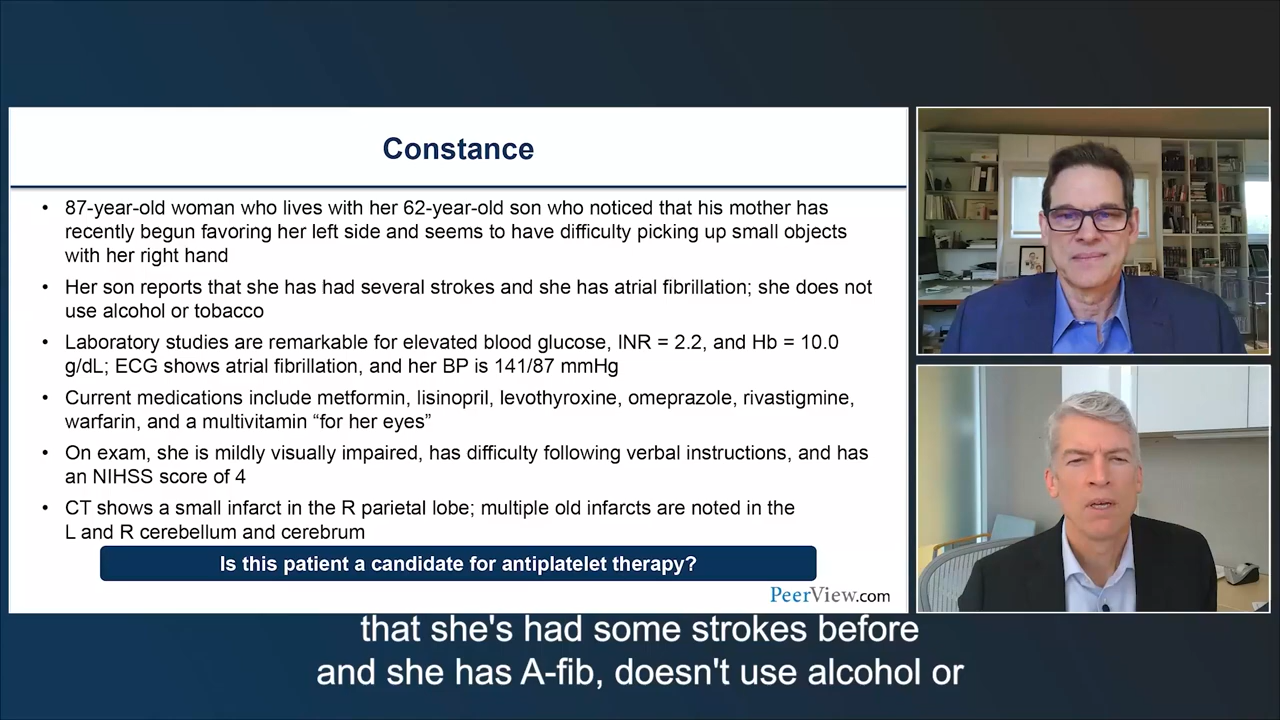 Constance
• 87-year-old woman who lives with her 62-year-old son who noticed that his mother has
recently begun favoring her left side and seems to have difficulty picking up small objects
with her right hand
• Her son reports that she has had several strokes and she has atrial fibrillation; she does not
use alcohol or tobacco
• Laboratory studies are remarkable for elevated blood glucose, INR = 2.2, and Hb = 10.0
g/dL; ECG shows atrial fibrillation, and her BP is 141/87 mmHg
• Current medications include metformin, lisinopril, levothyroxine, omeprazole, rivastigmine,
warfarin, and a multivitamin “for her eyes”
• On exam, she is mildly visually impaired, has difficulty following verbal instructions, and has
an NIHSS score of 4
• CT shows a small infarct in the R parietal lobe; multiple old infarcts are noted in the
L and R cerebellum and cerebrum
Is this patient a candidate for antiplatelet therapy?
PeerView.com
that she's had some strokes before
and she has A-fib, doesn't use alcohol or